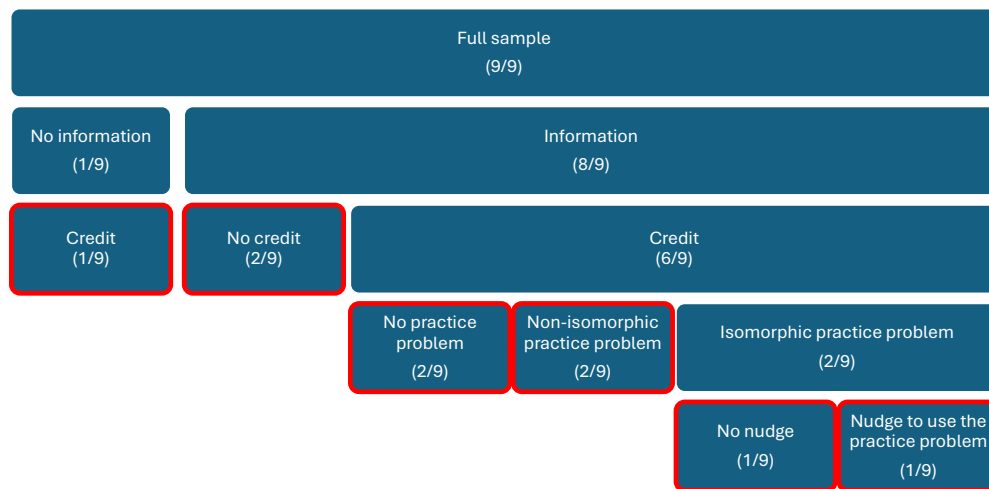 Full sample
(9/9)
No information
(1/9)
Information
(8/9)
Credit
(1/9)
No credit
(2/9)
Credit
(6/9)
No practice
problem
(2/9)
Non-isomorphic
practice problem
(2/9)
Isomorphic practice problem
(2/9)
No nudge
(1/9)
Nudge to use the
practice problem
(1/9)